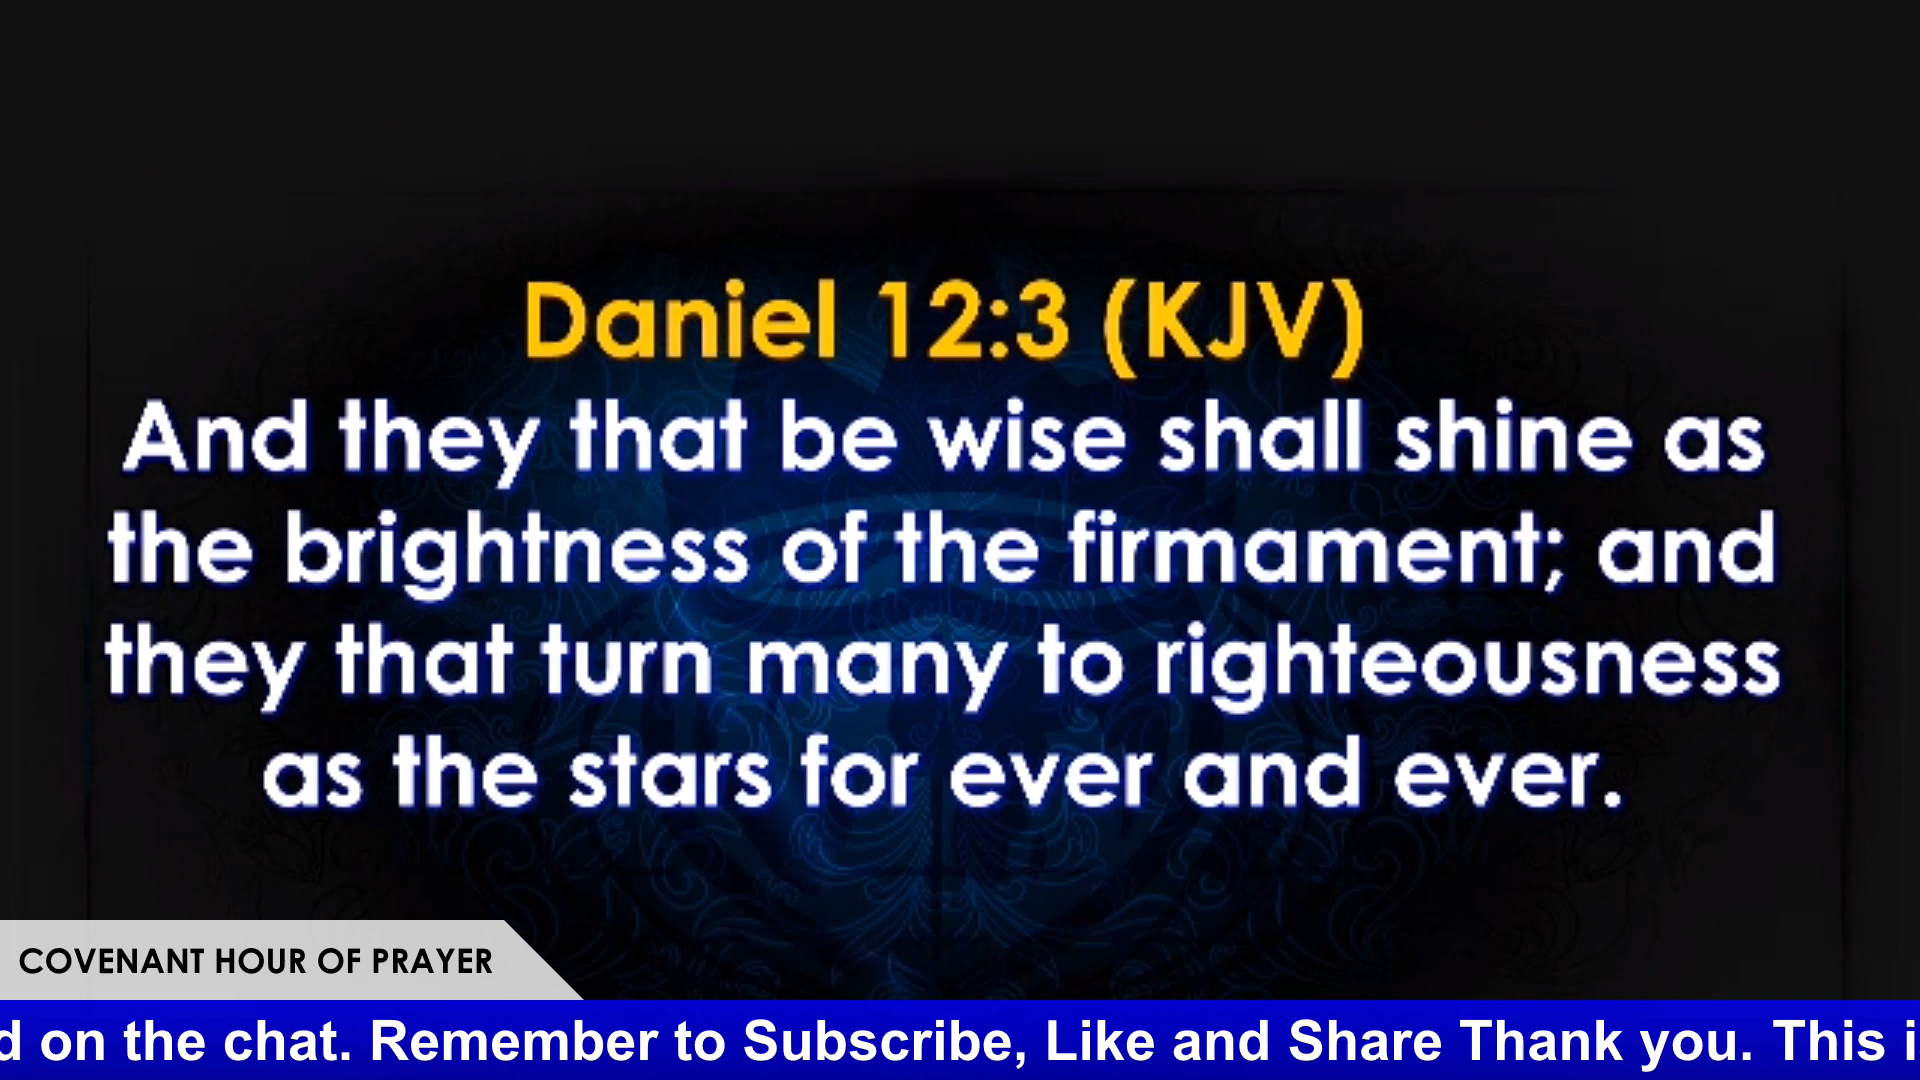 Daniel 12:3 (KJV)
And they that be wise shall shine as
the brightness of the firmament; and
they that turn many to righteousness
as the stars for ever and ever.
COVENANT HOUR OF PRAYER
on the chat. Remember to Subscribe, Like and Share Thank you. This